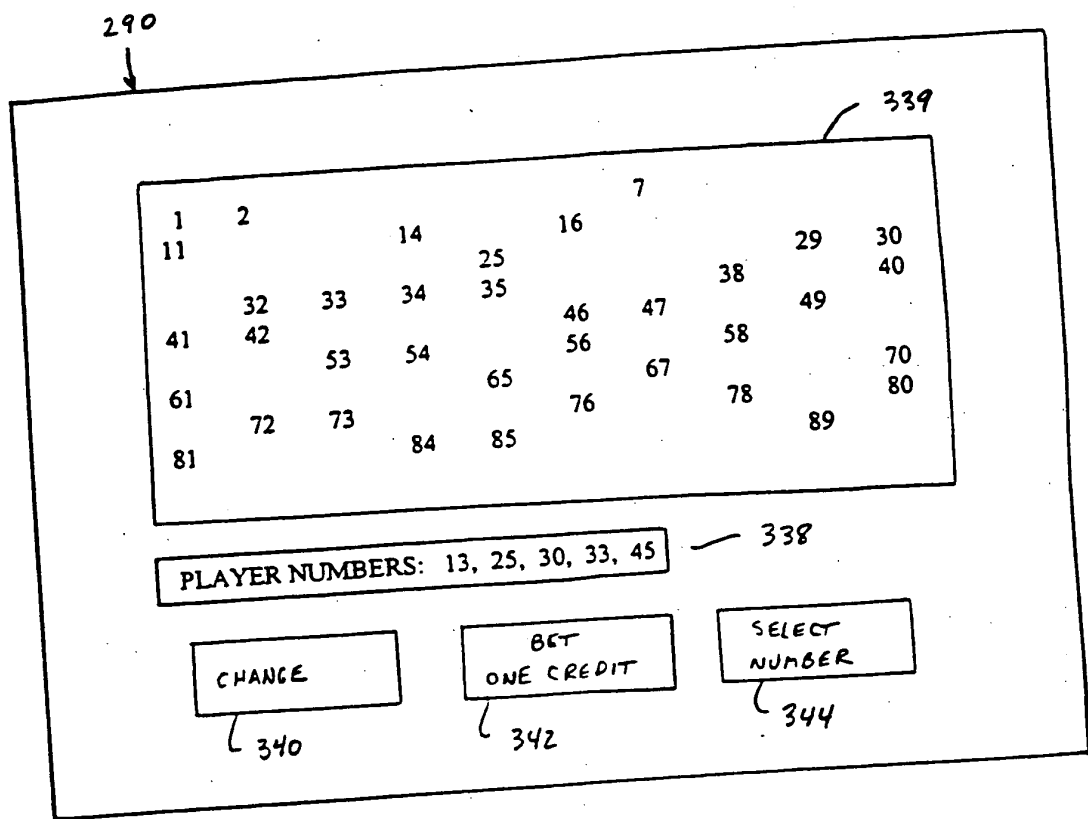 290
339
7
1 2 14 16
11 25 29 30
32 33 34 35 38 40
41 42 46 47 49
53 54 56 58
61 65 67 70
72 73 76 78 80
81 84 85 89
PLAYER NUMBERS: 13, 25, 30, 33, 45
338
CHANGE
BET
ONE CREDIT
SELECT
NUMBER
340
342
344